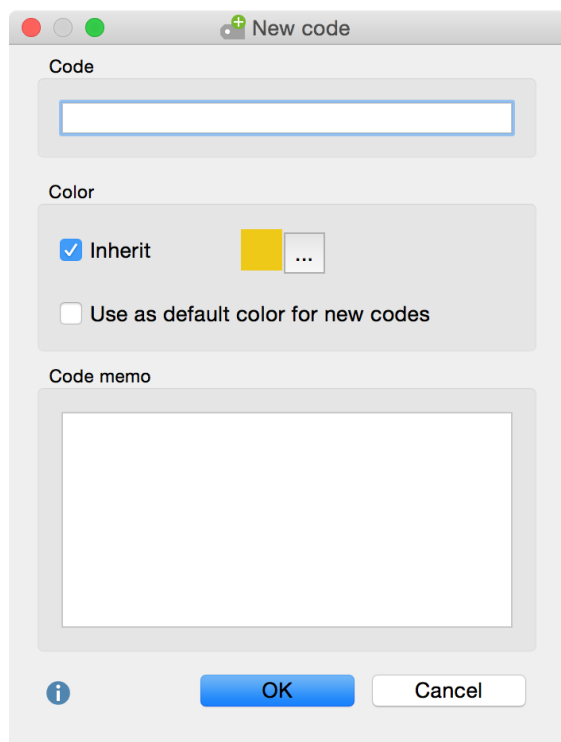 New code
Code
Color
Inherit
...
Use as default color for new codes
Code memo
OK
Cancel